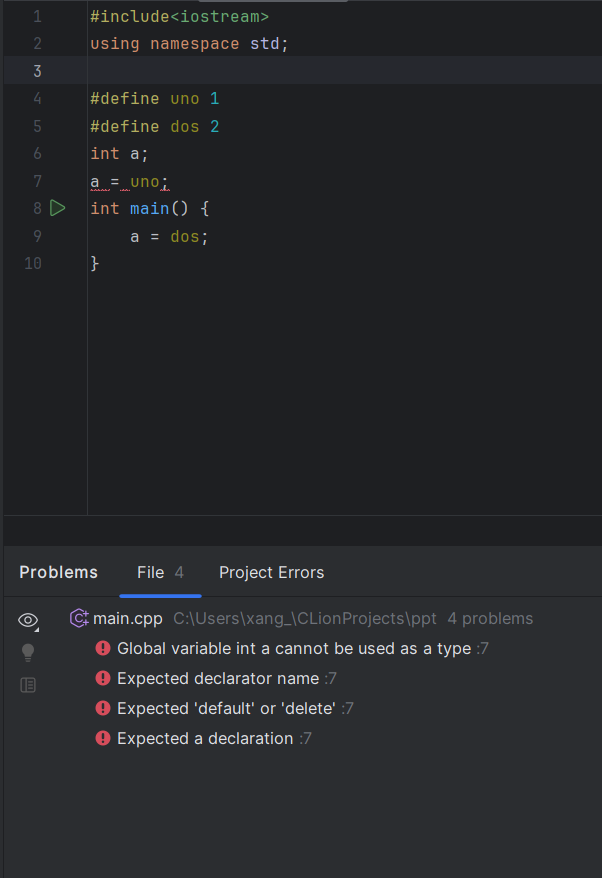 1 #include<iostream>
2 using namespace std;
3
4 #define uno 1
5 #define dos 2
6 int a;
7 a = uno;
8 int main() {
9 a = dos;
10 }
Problems File 4 Project Errors
main.cpp C:\Users\xang_\CLionProjects\ppt 4 problems
Global variable int a cannot be used as a type :7
Expected declarator name :7
Expected 'default' or 'delete' :7
Expected a declaration :7